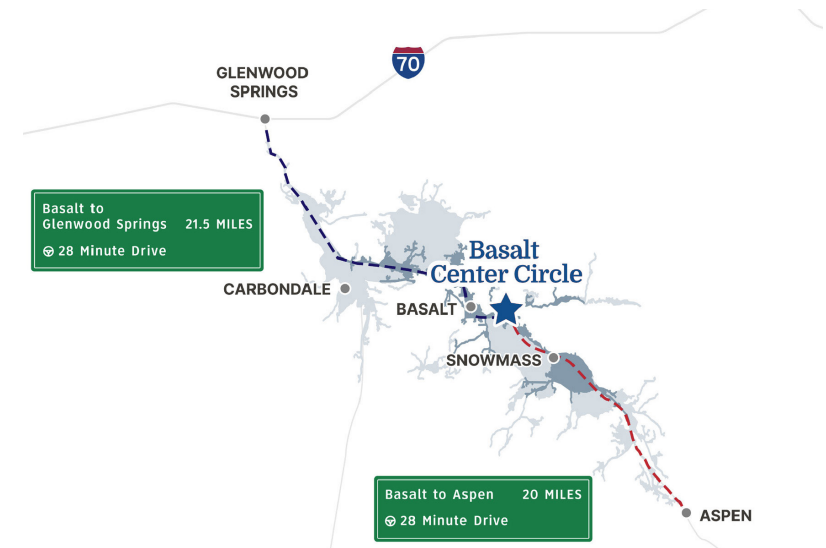 70
GLENWOOD
SPRINGS
Basalt to
Glenwood Springs 21.5 MILES
28 Minute Drive
Basalt
Center Circle
CARBONDALE
BASALT
SNOWMASS
Basalt to Aspen 20 MILES
28 Minute Drive
ASPEN